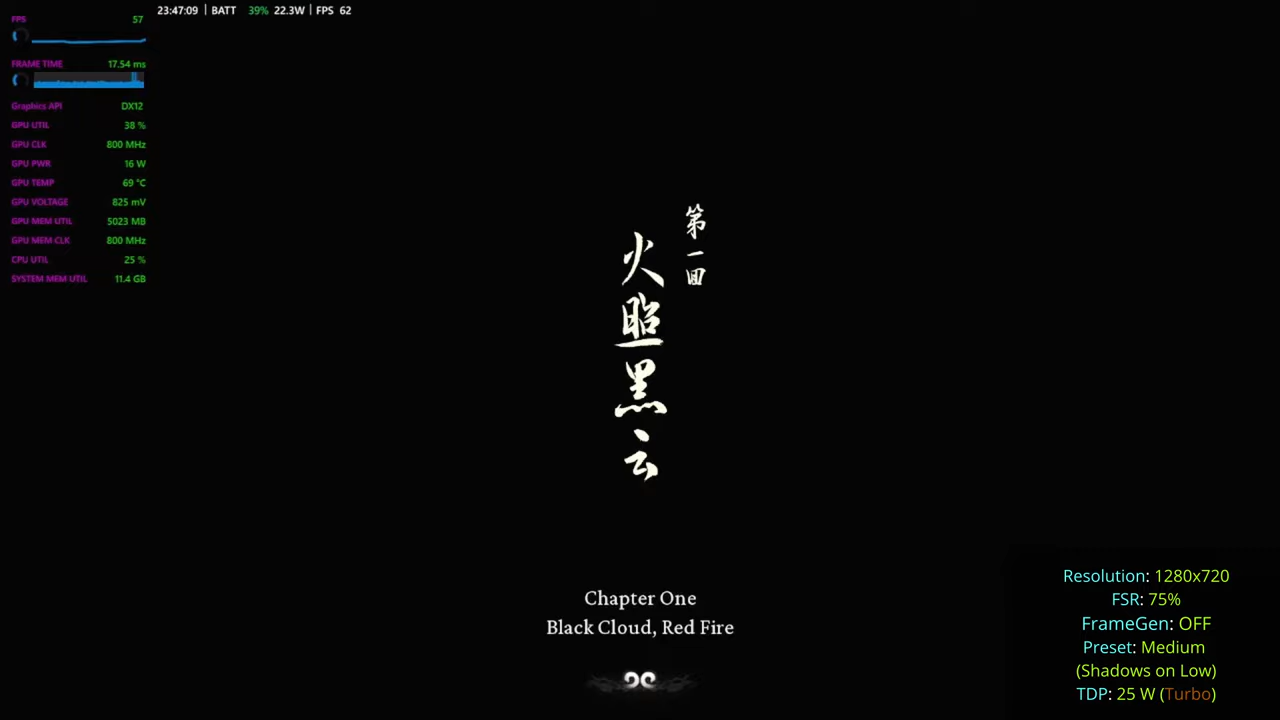 23:47:09 | BATT 39% 22.3W | FPS 62
FPS 57
FRAME TIME 17.54 ms
Graphics API DX12
GPU UTIL 38 %
GPU CLK 800 MHz
GPU PWR 16 W
GPU TEMP 69 °C
GPU VOLTAGE 825 mV
GPU MEM UTIL 5023 MB
GPU MEM CLK 800 MHz
CPU UTIL 25 %
SYSTEM MEM UTIL 11.4 GB
第一回
火照黑云
Chapter One
Black Cloud, Red Fire
Resolution: 1280x720
FSR: 75%
FrameGen: OFF
Preset: Medium
(Shadows on Low)
TDP: 25 W (Turbo)